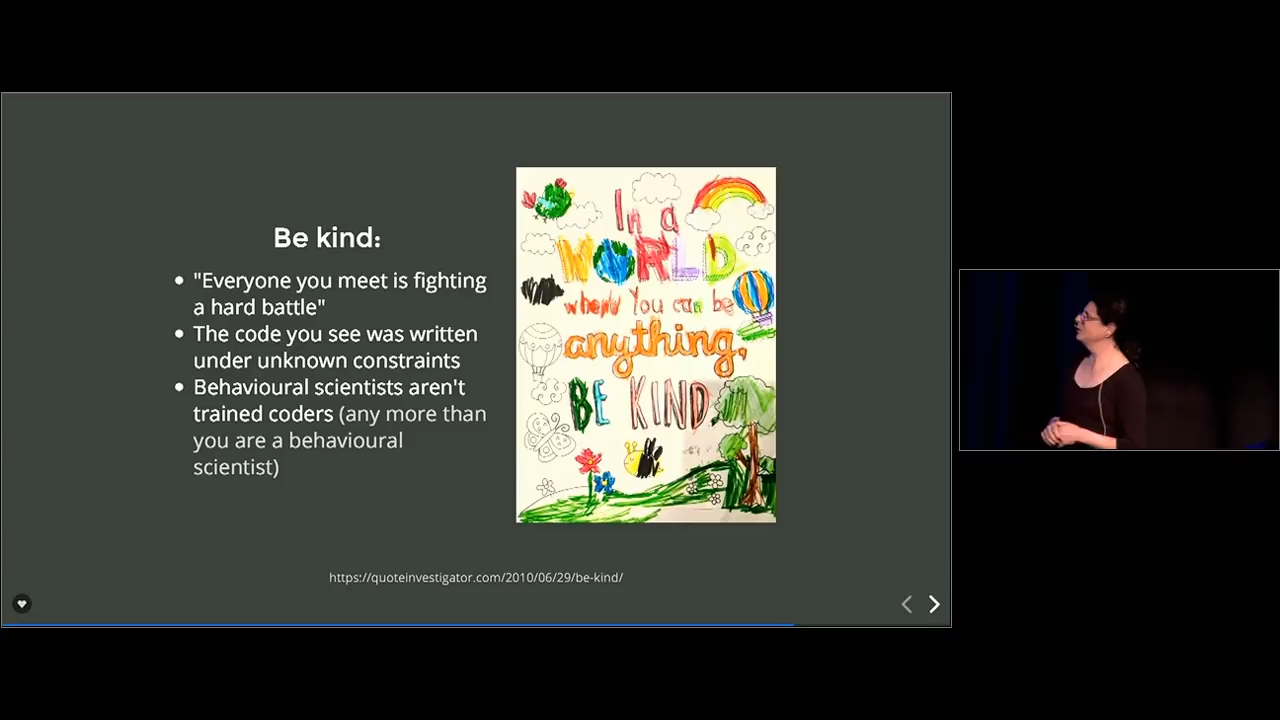 Be kind:
"Everyone you meet is fighting
a hard battle"
The code you see was written
under unknown constraints
Behavioural scientists aren't
trained coders (any more than
you are a behavioural
scientist)
In a
WORLD
where You can be
anything,
BE KIND
https://quoteinvestigator.com/2010/06/29/be-kind/